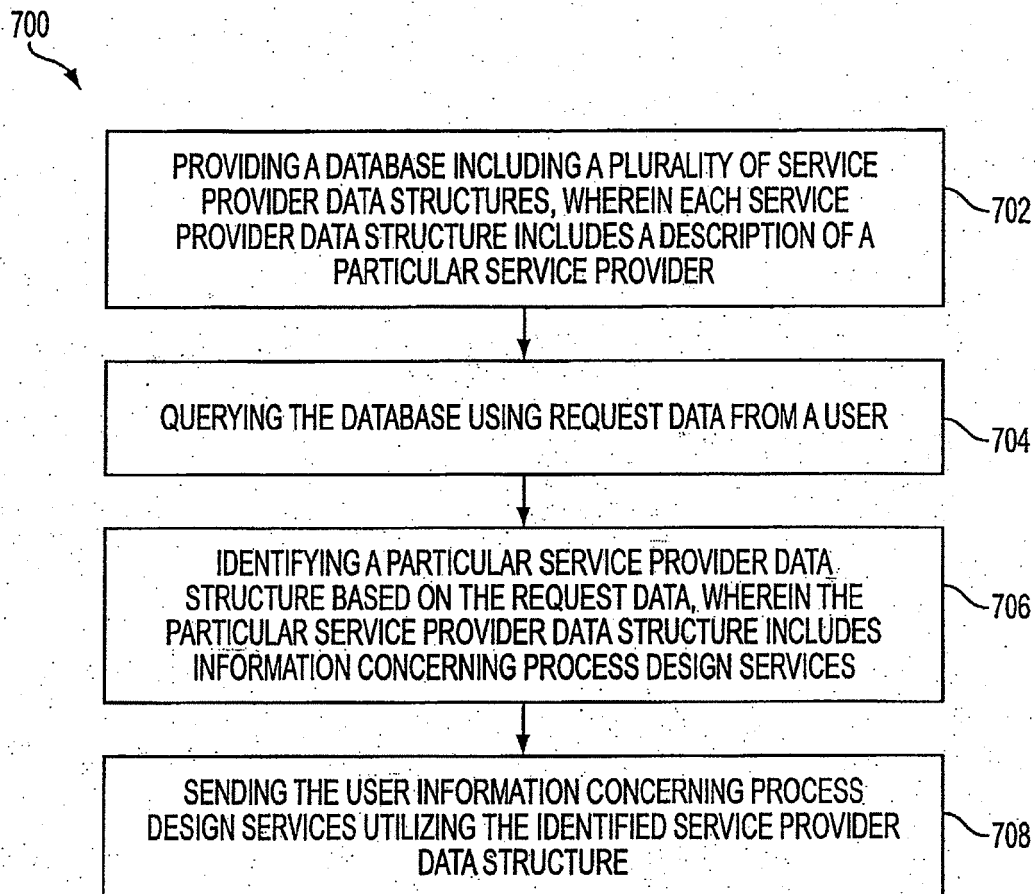 700
PROVIDING A DATABASE INCLUDING A PLURALITY OF SERVICE
PROVIDER DATA STRUCTURES, WHEREIN EACH SERVICE
PROVIDER DATA STRUCTURE INCLUDES A DESCRIPTION OF A
PARTICULAR SERVICE PROVIDER
702
QUERYING THE DATABASE USING REQUEST DATA FROM A USER
704
IDENTIFYING A PARTICULAR SERVICE PROVIDER DATA
STRUCTURE BASED ON THE REQUEST DATA, WHEREIN THE
PARTICULAR SERVICE PROVIDER DATA STRUCTURE INCLUDES
INFORMATION CONCERNING PROCESS DESIGN SERVICES
706
SENDING THE USER INFORMATION CONCERNING PROCESS
DESIGN SERVICES UTILIZING THE IDENTIFIED SERVICE PROVIDER
DATA STRUCTURE
708